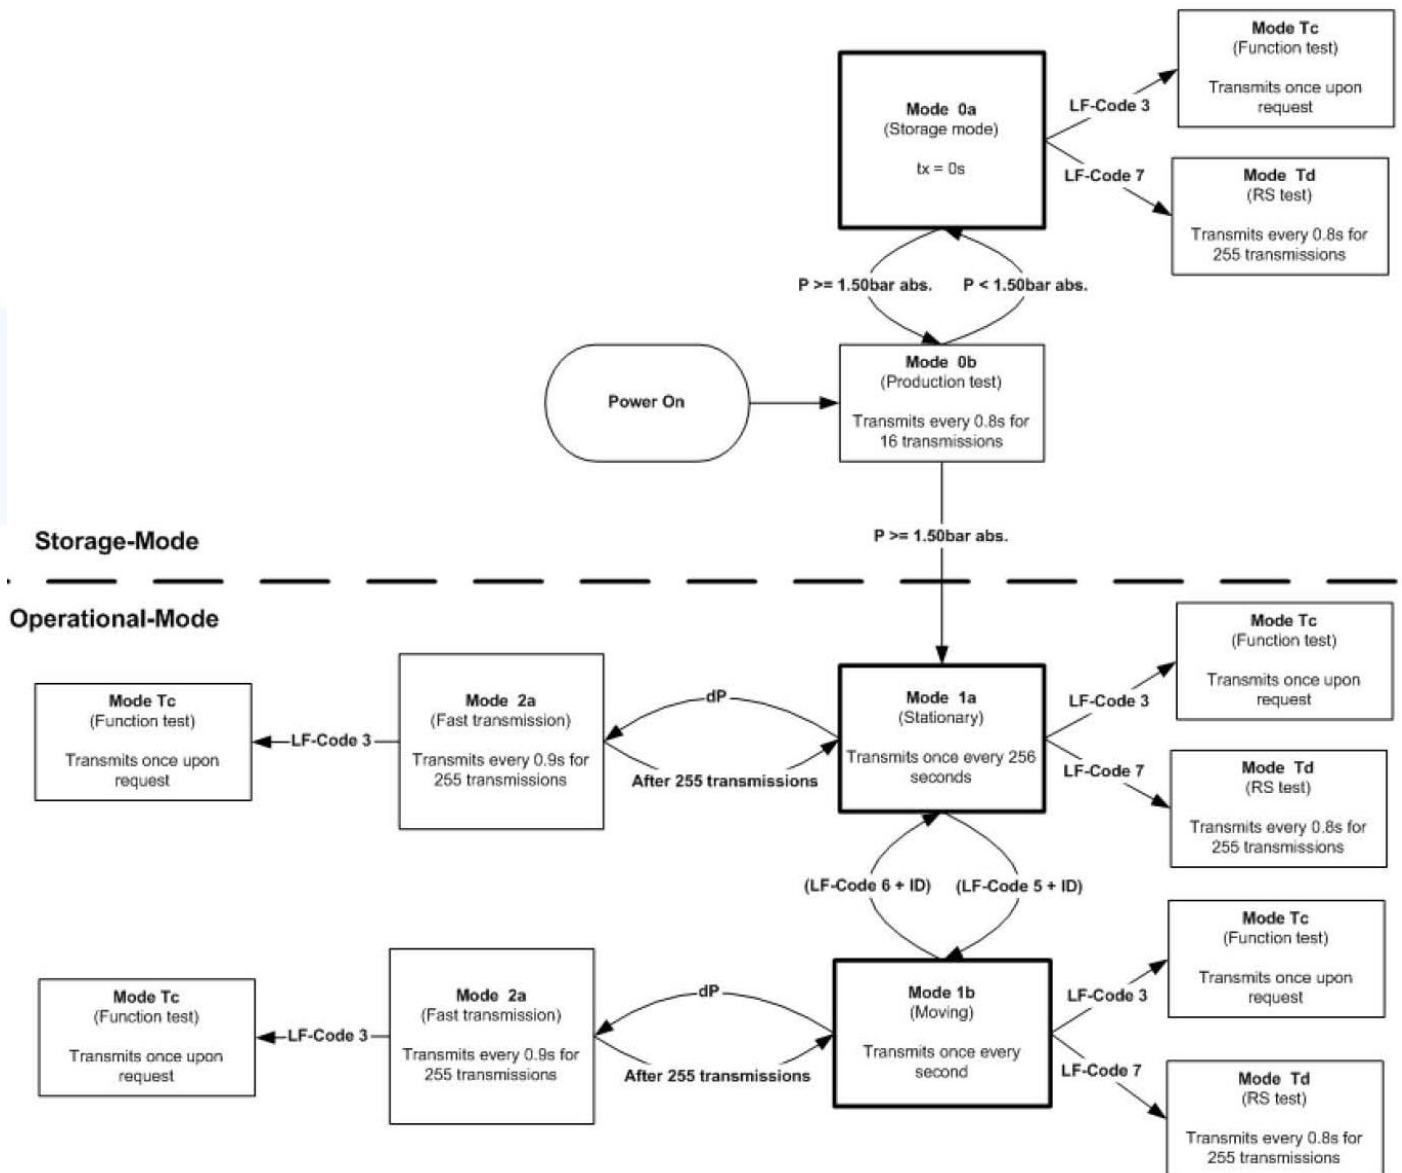 Mode Tc
(Function test)
Transmits once upon
request
Mode 0a
(Storage mode)
tx = 0s
LF-Code 3
LF-Code 7
Mode Td
(RS test)
Transmits every 0.8s for
255 transmissions
P >= 1.50bar abs.
P < 1.50bar abs.
Power On
Mode 0b
(Production test)
Transmits every 0.8s for
16 transmissions
P >= 1.50bar abs.
Storage-Mode
Operational-Mode
Mode Tc
(Function test)
Transmits once upon
request
LF-Code 3
Mode 2a
(Fast transmission)
Transmits every 0.9s for
255 transmissions
dP
After 255 transmissions
Mode 1a
(Stationary)
Transmits once every 256
seconds
LF-Code 3
LF-Code 7
Mode Tc
(Function test)
Transmits once upon
request
Mode Td
(RS test)
Transmits every 0.8s for
255 transmissions
(LF-Code 6 + ID)
(LF-Code 5 + ID)
Mode Tc
(Function test)
Transmits once upon
request
LF-Code 3
Mode 2a
(Fast transmission)
Transmits every 0.9s for
255 transmissions
dP
After 255 transmissions
Mode 1b
(Moving)
Transmits once every
second
LF-Code 3
LF-Code 7
Mode Tc
(Function test)
Transmits once upon
request
Mode Td
(RS test)
Transmits every 0.8s for
255 transmissions